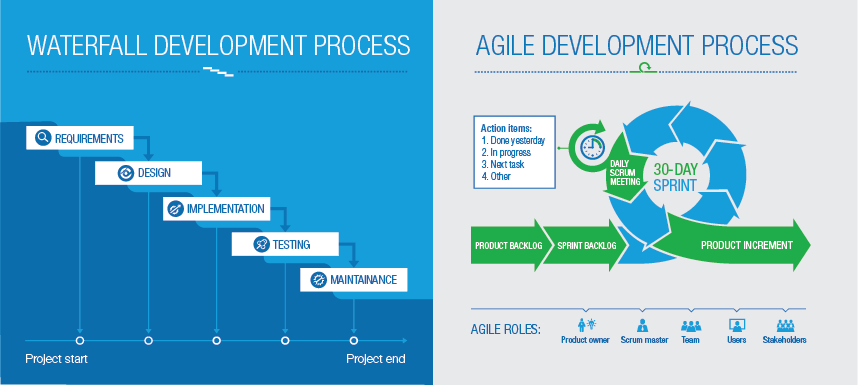 WATERFALL DEVELOPMENT PROCESS
REQUIREMENTS
DESIGN
IMPLEMENTATION
TESTING
MAINTAINANCE
Project start
Project end
AGILE DEVELOPMENT PROCESS
Action items:
1. Done yesterday
2. In progress
3. Next task
4. Other
DAILY
SCRUM
MEETING
30-DAY
SPRINT
PRODUCT BACKLOG
SPRINT BACKLOG
PRODUCT INCREMENT
AGILE ROLES:
Product owner
Scrum master
Team
Users
Stakeholders